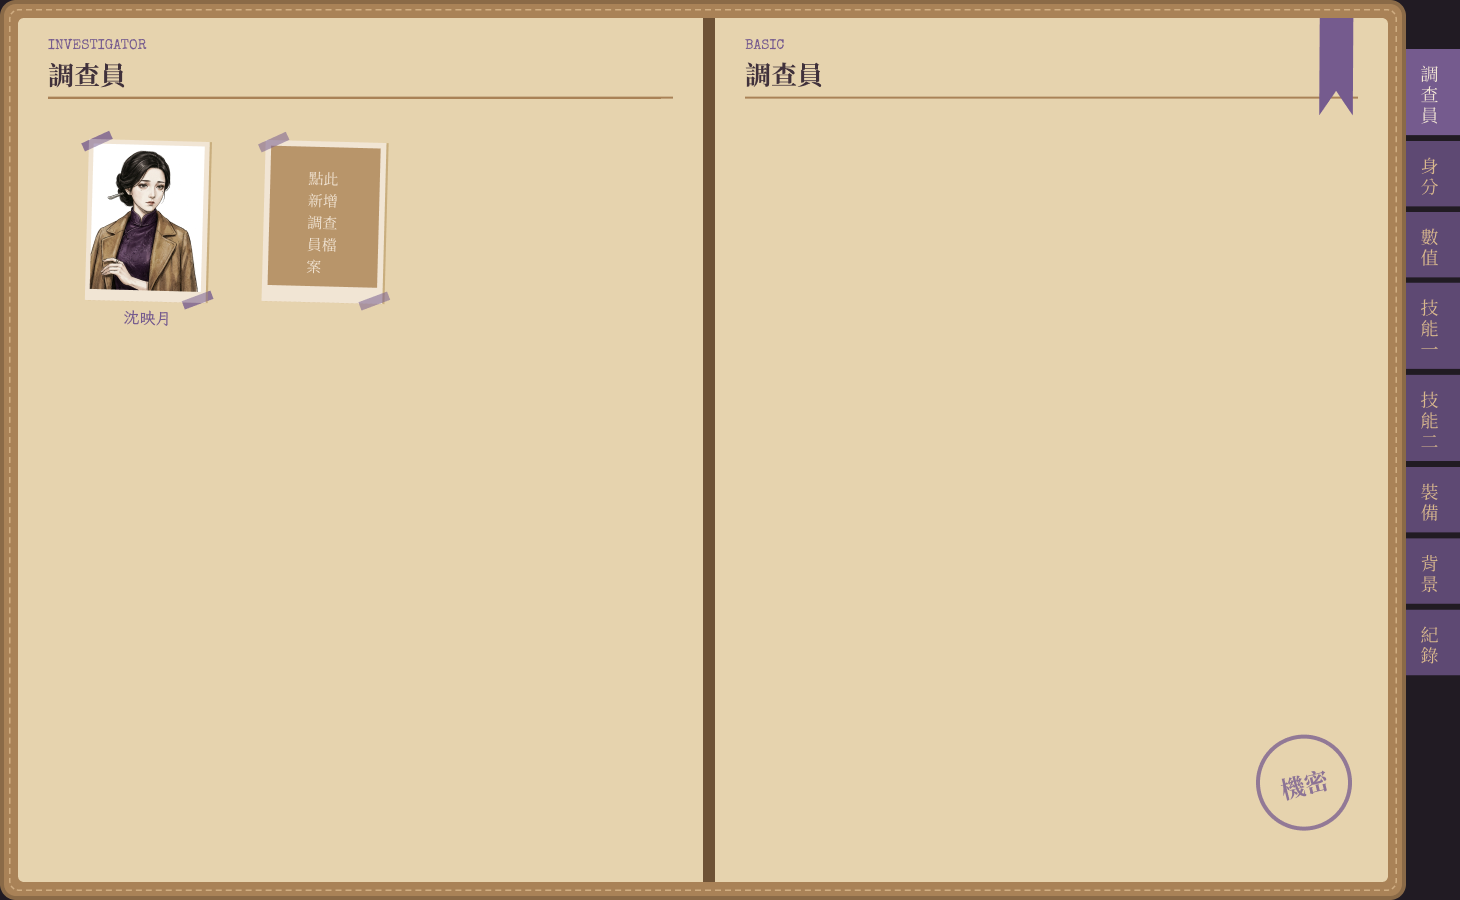 INVESTIGATOR
調查員
點此
新增
調查
員檔
案
沈映月
BASIC
調查員
機密
調查員
身分
數值
技能一
技能二
裝備
背景
紀錄